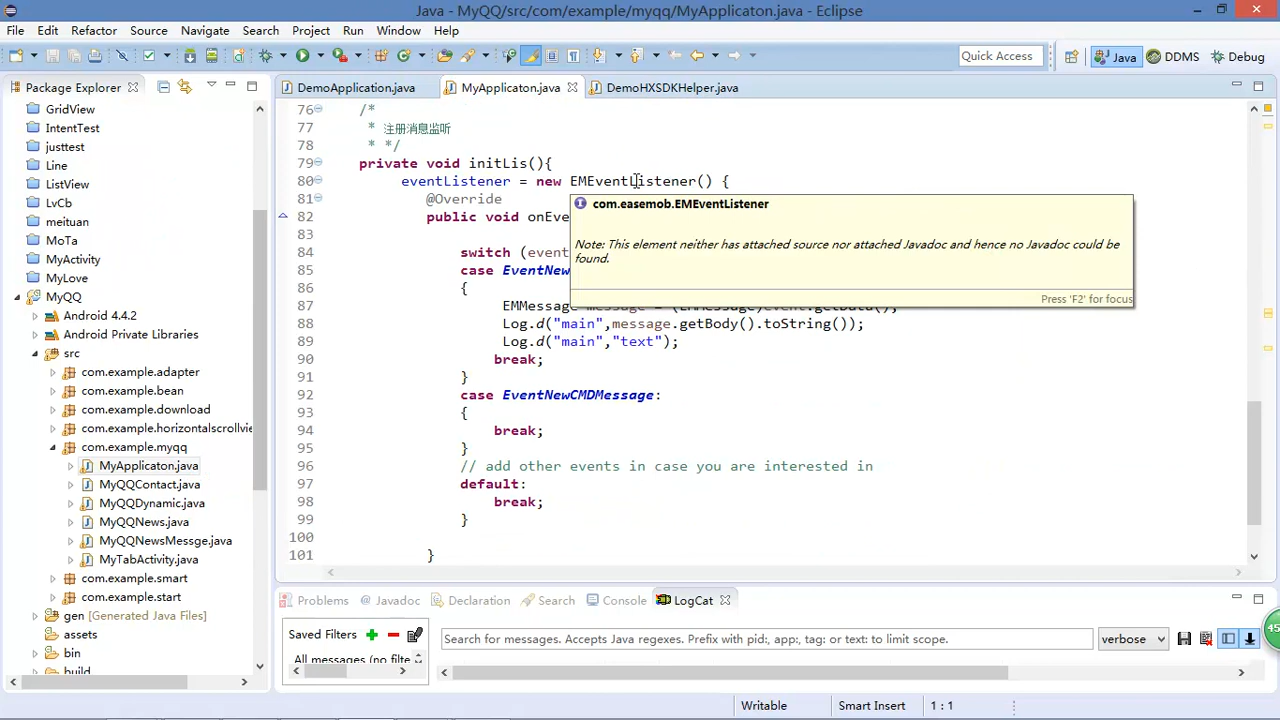 Java - MyQQ/src/com/example/myqq/MyApplicaton.java - Eclipse
File Edit Refactor Source Navigate Search Project Run Window Help
Quick Access Java DDMS Debug
Package Explorer
GridView
IntentTest
justtest
Line
ListView
LvCb
meituan
MoTa
MyActivity
MyLove
MyQQ
Android 4.4.2
Android Private Libraries
src
com.example.adapter
com.example.bean
com.example.download
com.example.horizontalscrollvie
com.example.myqq
MyApplicaton.java
MyQQContact.java
MyQQDynamic.java
MyQQNews.java
MyQQNewsMessge.java
MyTabActivity.java
com.example.smart
com.example.start
gen [Generated Java Files]
assets
bin
build
DemoApplication.java MyApplicaton.java DemoHXSDKHelper.java
76 /*
77 * 注册消息监听
78 * */
79 private void initLis(){
80 eventListener = new EMEventListener() {
81 @Override
82 public void onEve
83
84 switch (event
85 case EventNew
86 {
87 EMMessage message = (EMMessage)event.getData();
88 Log.d("main",message.getBody().toString());
89 Log.d("main","text");
90 break;
91 }
92 case EventNewCMDMessage:
93 {
94 break;
95 }
96 // add other events in case you are interested in
97 default:
98 break;
99 }
100
101 }
com.easemob.EMEventListener
Note: This element neither has attached source nor attached Javadoc and hence no Javadoc could be
found.
Press 'F2' for focus
Problems @ Javadoc Declaration Search Console LogCat
Saved Filters
All messages (no filte
Search for messages. Accepts Java regexes. Prefix with pid:, app:, tag: or text: to limit scope.
verbose
45
Writable Smart Insert 1 : 1